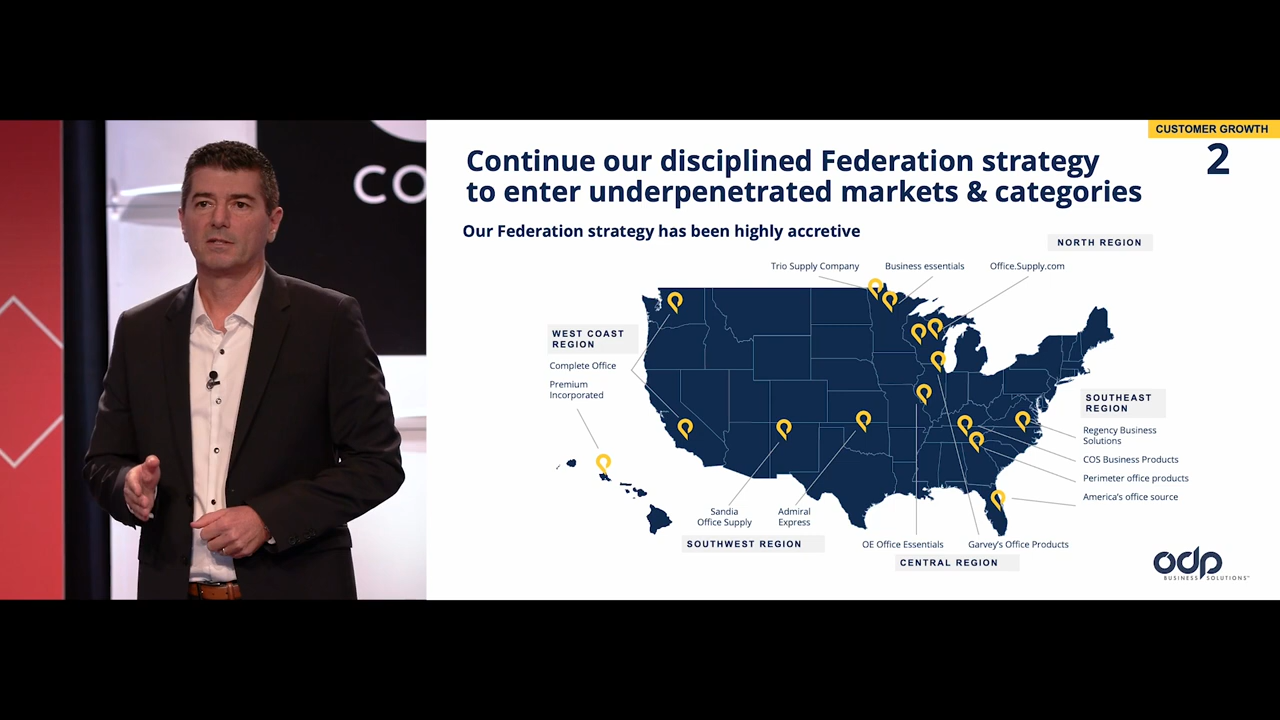 CO
CUSTOMER GROWTH
2
Continue our disciplined Federation strategy
to enter underpenetrated markets & categories
Our Federation strategy has been highly accretive
NORTH REGION
Trio Supply Company
Business essentials
Office.Supply.com
WEST COAST
REGION
Complete Office
Premium
Incorporated
SOUTHEAST
REGION
Regency Business
Solutions
COS Business Products
Perimeter office products
America's office source
Sandia
Office Supply
Admiral
Express
SOUTHWEST REGION
OE Office Essentials
Garvey's Office Products
CENTRAL REGION
odp
BUSINESS SOLUTIONS™